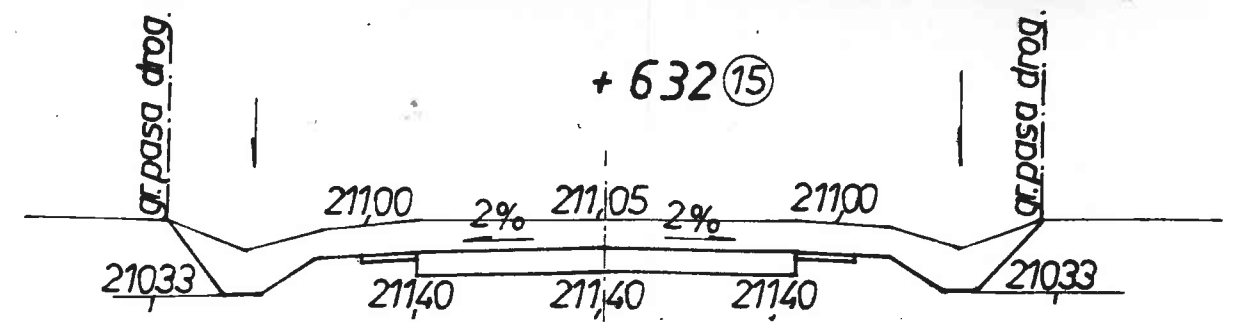 gr. pasa drog.
+ 632 (15)
gr. pasa drog.
211,00 2% 211,05 2% 211,00
210,33 211,40 211,40 211,40 210,33